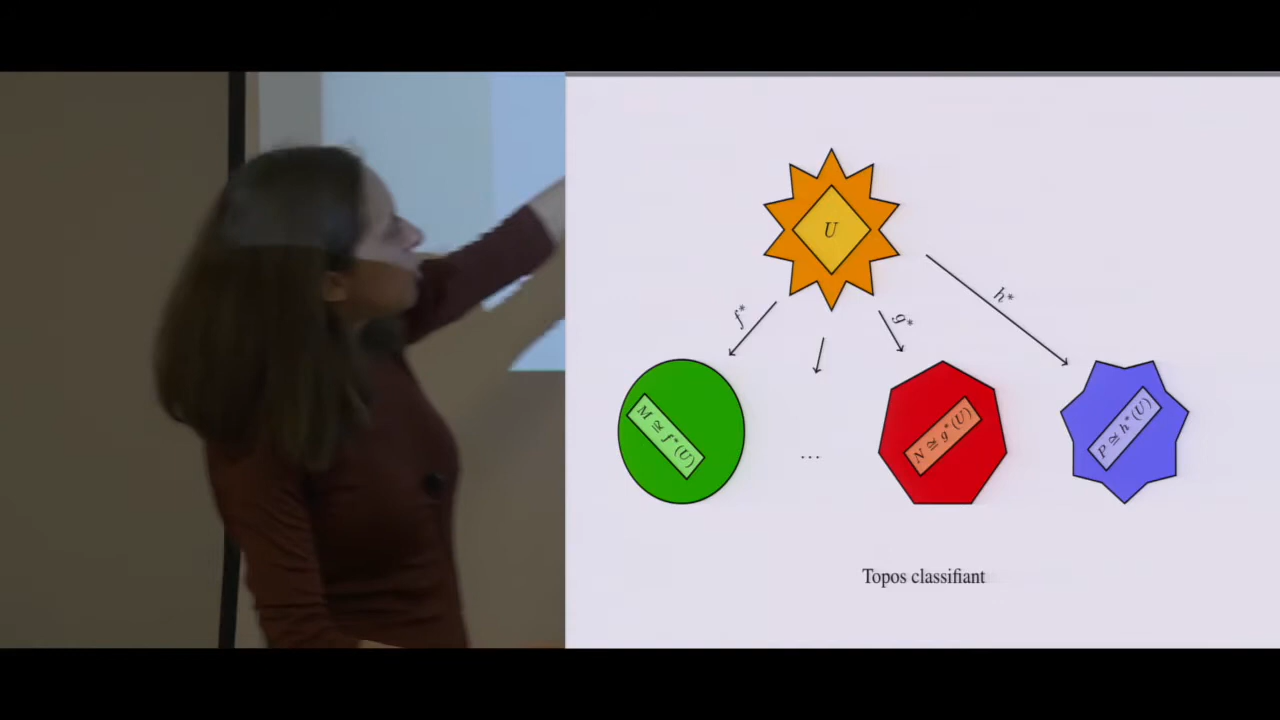 U
f*
g*
h*
M ≅ f*(U)
...
N ≅ g*(U)
P ≅ h*(U)
Topos classifiant